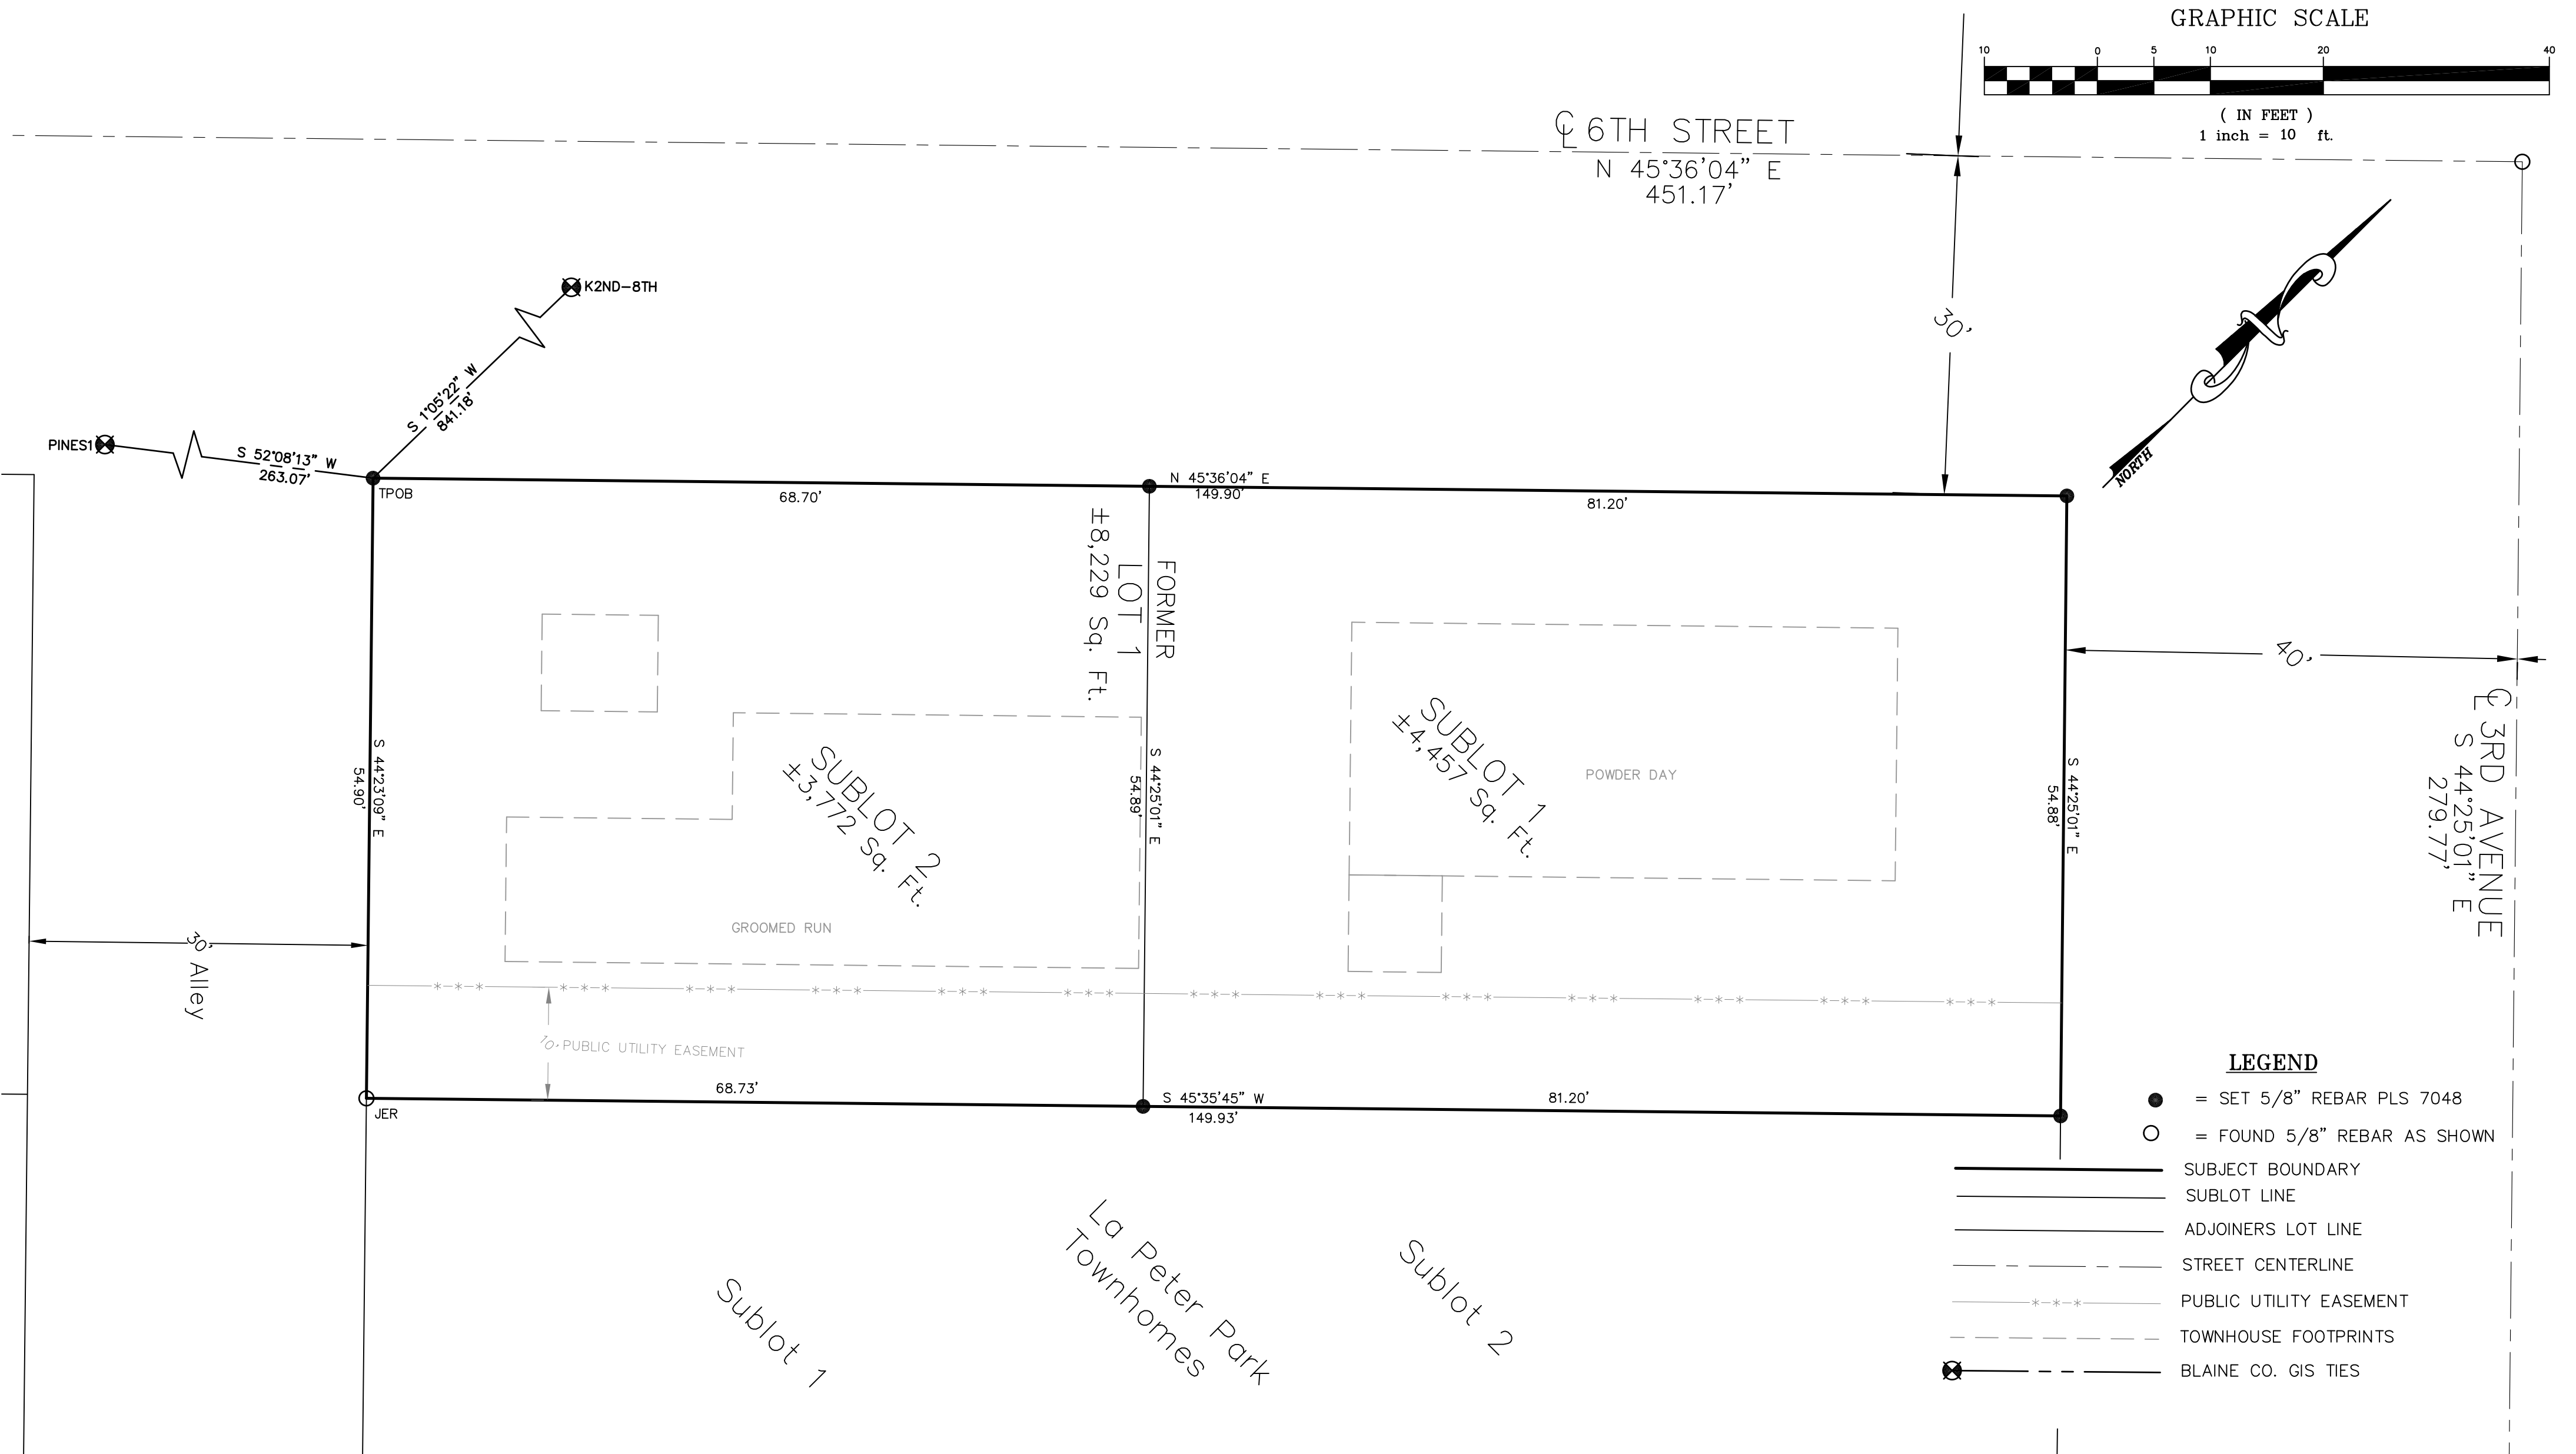 GRAPHIC SCALE
10 0 5 10 20 40
( IN FEET )
1 inch = 10 ft.
℄ 6TH STREET
N 45°36'04" E
451.17'
K2ND-8TH
S 1°05'22" W
841.18'
PINES1
S 52°08'13" W
263.07'
TPOB
30'
NORTH
68.70'
N 45°36'04" E
149.90'
81.20'
FORMER
LOT 1
±8,229 Sq. Ft.
40'
℄ 3RD AVENUE
S 44°25'01" E
279.77'
S 44°23'09" E
54.90'
SUBLOT 2
±3,772 Sq. Ft.
GROOMED RUN
S 44°25'01" E
54.89'
SUBLOT 1
±4,457 Sq. Ft.
POWDER DAY
S 44°25'01" E
54.88'
30'
Alley
10' PUBLIC UTILITY EASEMENT
JER
68.73'
S 45°35'45" W
149.93'
81.20'
Sublot 1
La Peter Park
Townhomes
Sublot 2
LEGEND
= SET 5/8" REBAR PLS 7048
= FOUND 5/8" REBAR AS SHOWN
SUBJECT BOUNDARY
SUBLOT LINE
ADJOINERS LOT LINE
STREET CENTERLINE
PUBLIC UTILITY EASEMENT
TOWNHOUSE FOOTPRINTS
BLAINE CO. GIS TIES